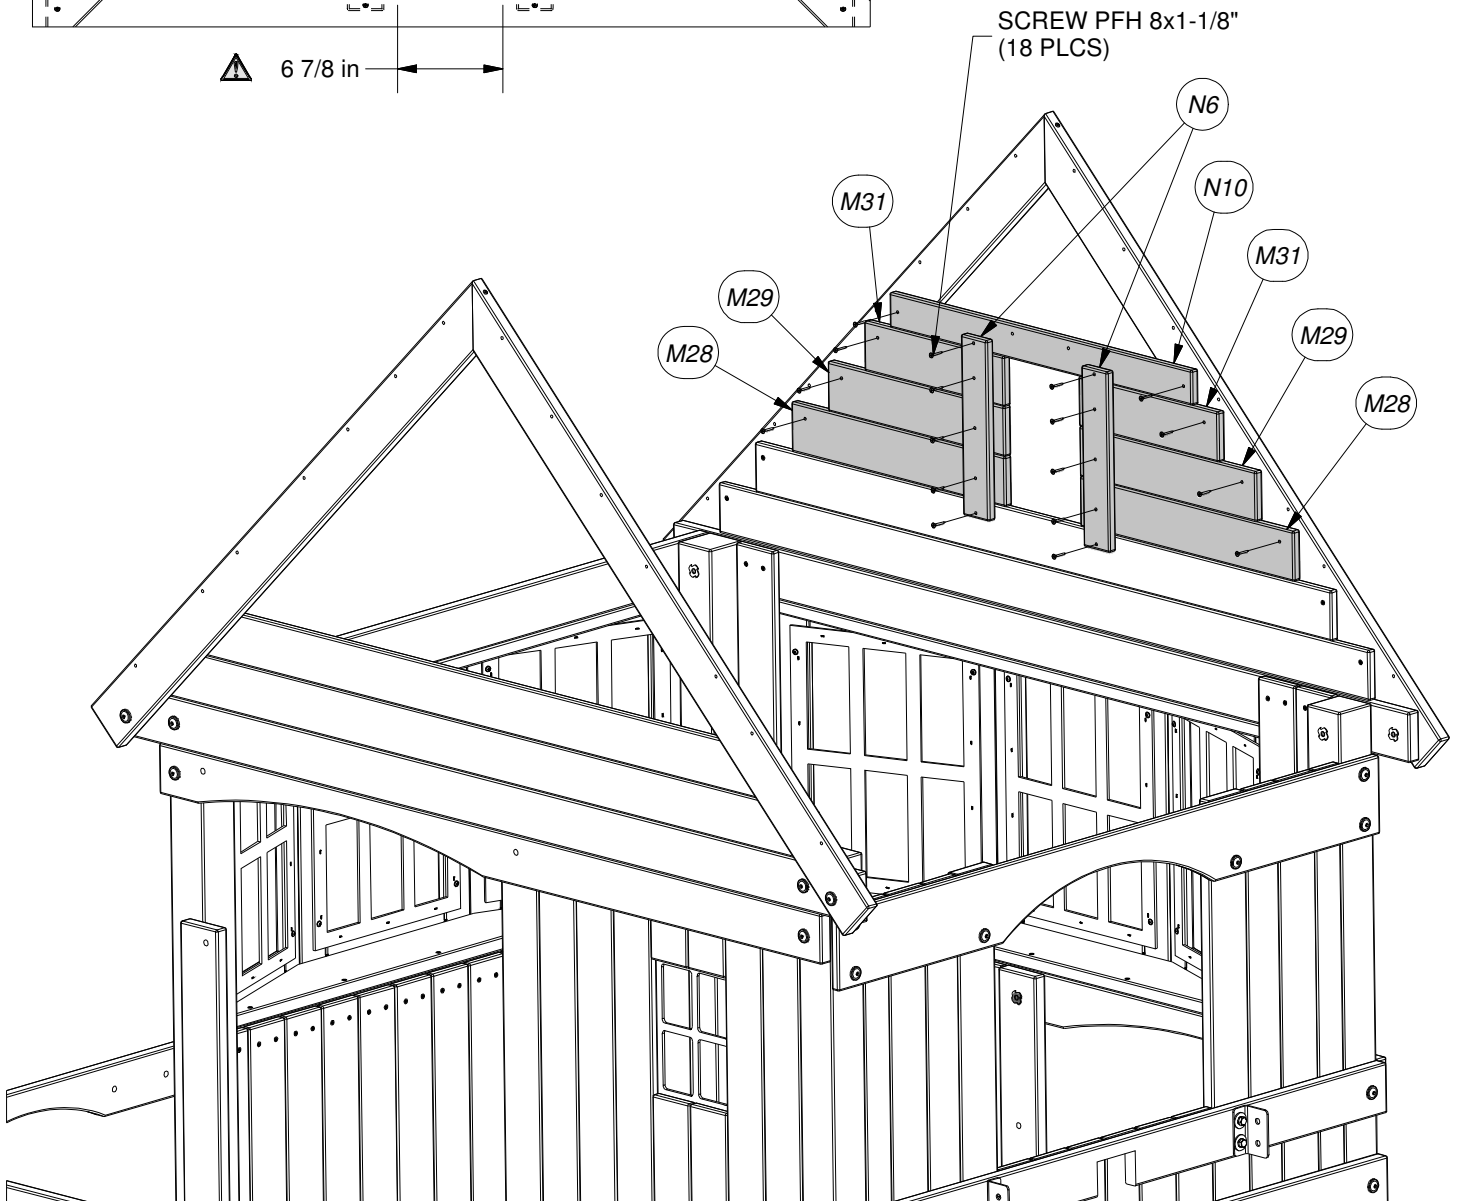 6 7/8 in
SCREW PFH 8x1-1/8"
(18 PLCS)
N6
N10
M31
M31
M29
M29
M28
M28